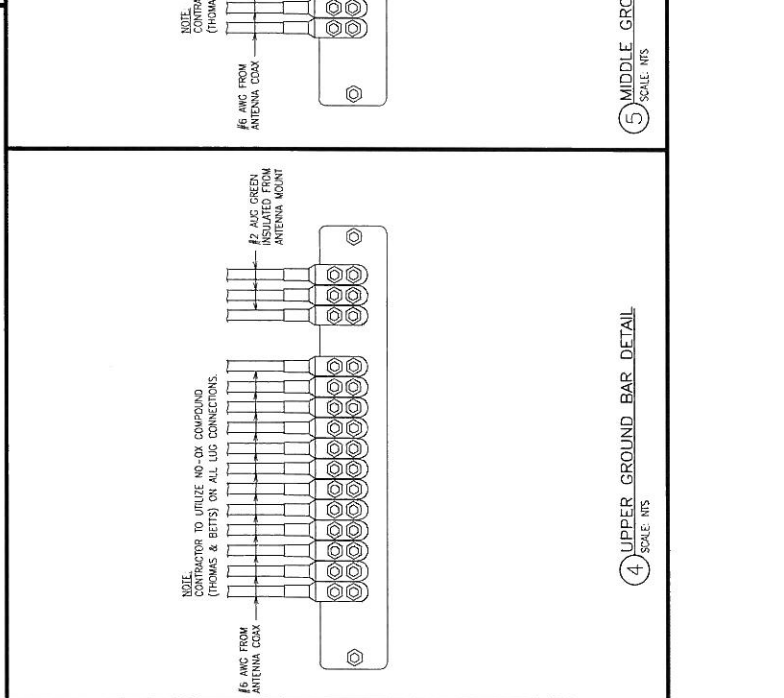 NOTE:
CONTRA
(THOMA
#6 AWG FROM
ANTENNA COAX
5 MIDDLE GRO
SCALE: NTS
#2 AUG GREEN
INSULATED FROM
ANTENNA MOUNT
NOTE:
CONTRACTOR TO UTILIZE NO-OX COMPOUND
(THOMAS & BETTS) ON ALL LUG CONNECTIONS.
#6 AWG FROM
ANTENNA COAX
4 UPPER GROUND BAR DETAIL
SCALE: NTS